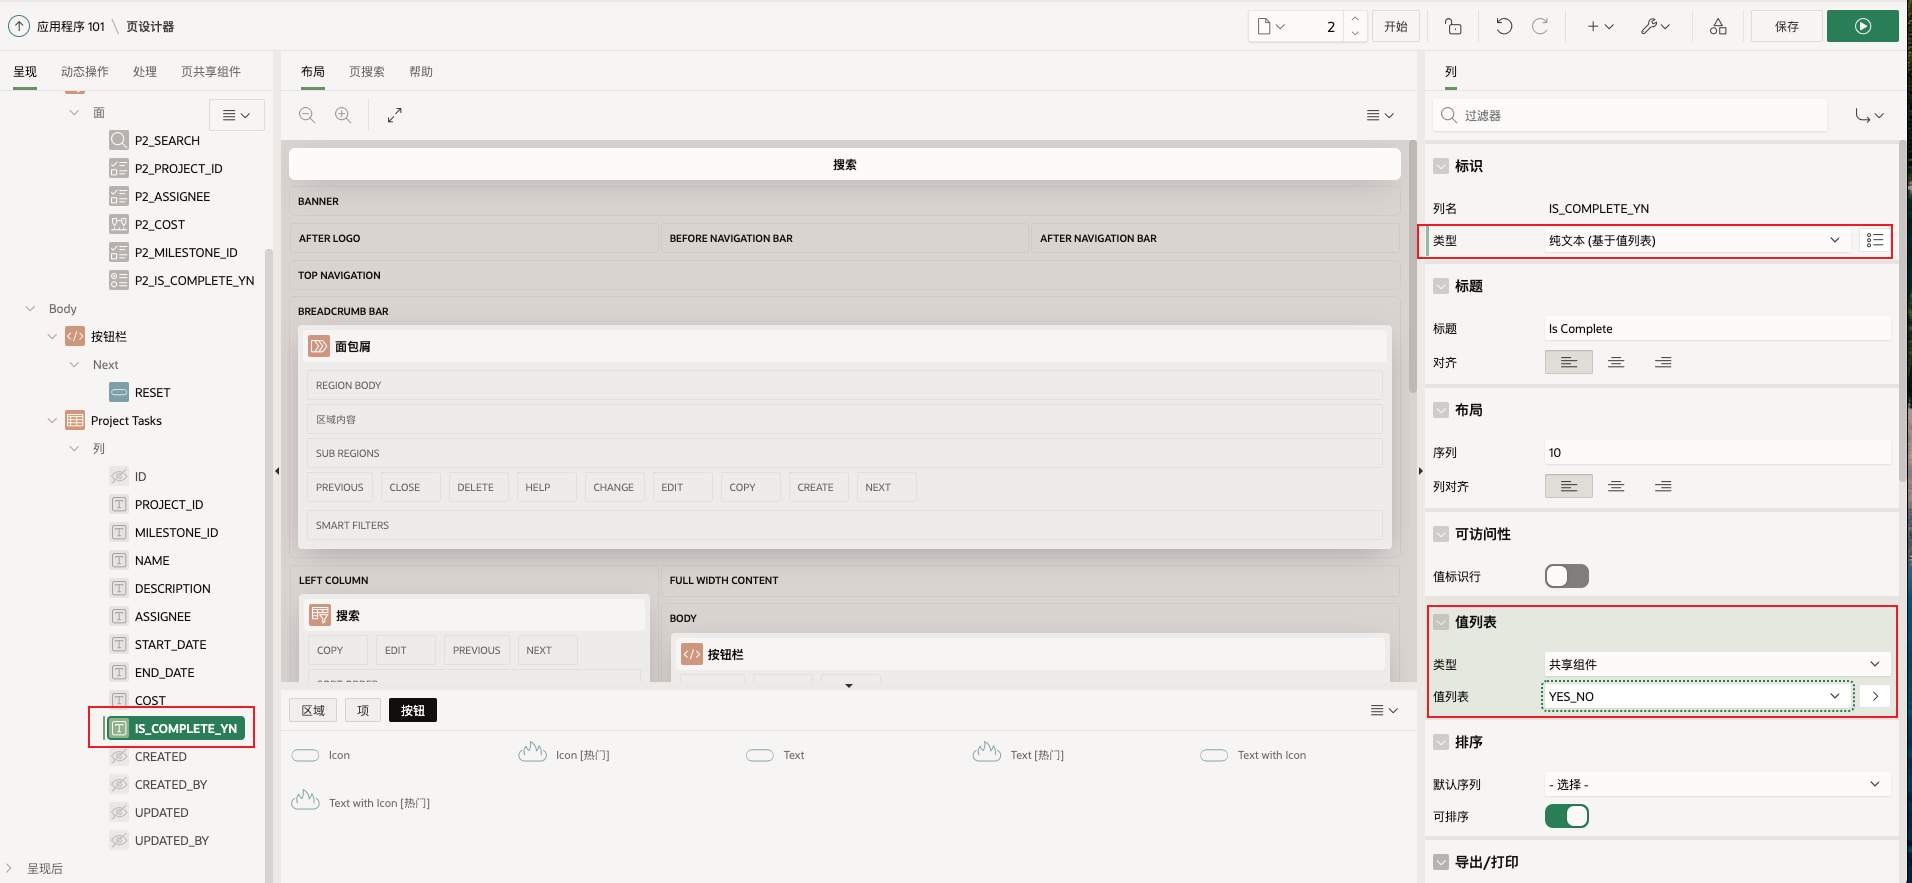 应用程序 101 \ 页设计器
2
开始
保存
呈现
动态操作
处理
页共享组件
面
P2_SEARCH
P2_PROJECT_ID
P2_ASSIGNEE
P2_COST
P2_MILESTONE_ID
P2_IS_COMPLETE_YN
Body
按钮栏
Next
RESET
Project Tasks
列
ID
PROJECT_ID
MILESTONE_ID
NAME
DESCRIPTION
ASSIGNEE
START_DATE
END_DATE
COST
IS_COMPLETE_YN
CREATED
CREATED_BY
UPDATED
UPDATED_BY
呈现后
布局
页搜索
帮助
搜索
BANNER
AFTER LOGO
BEFORE NAVIGATION BAR
AFTER NAVIGATION BAR
TOP NAVIGATION
BREADCRUMB BAR
面包屑
REGION BODY
区域内容
SUB REGIONS
PREVIOUS
CLOSE
DELETE
HELP
CHANGE
EDIT
COPY
CREATE
NEXT
SMART FILTERS
LEFT COLUMN
搜索
COPY
EDIT
PREVIOUS
NEXT
SORT ORDER
FULL WIDTH CONTENT
BODY
按钮栏
区域
项
按钮
Icon
Icon [热门]
Text
Text [热门]
Text with Icon
Text with Icon [热门]
列
过滤器
标识
列名
IS_COMPLETE_YN
类型
纯文本 (基于值列表)
标题
标题
Is Complete
对齐
布局
序列
10
列对齐
可访问性
值标识行
值列表
类型
共享组件
值列表
YES_NO
排序
默认序列
- 选择 -
可排序
导出/打印